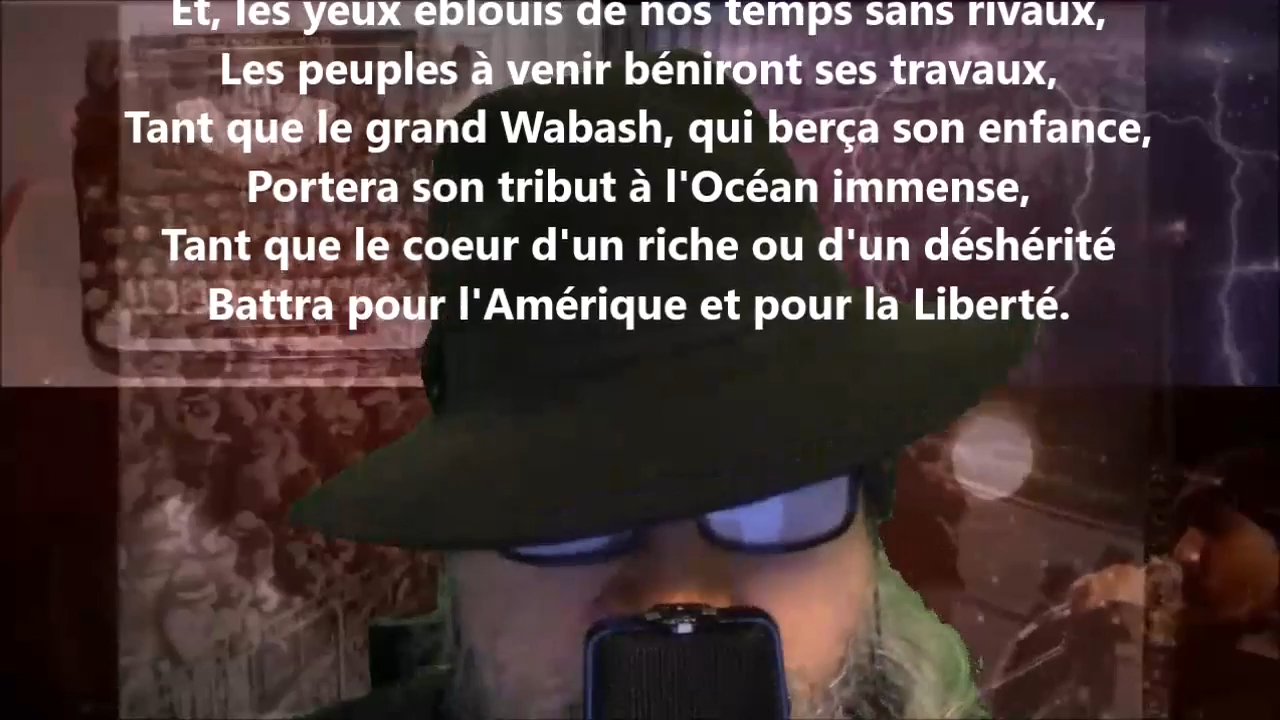 Et, les yeux éblouis de nos temps sans rivaux,
Les peuples à venir béniront ses travaux,
Tant que le grand Wabash, qui berça son enfance,
Portera son tribut à l'Océan immense,
Tant que le coeur d'un riche ou d'un déshérité
Battra pour l'Amérique et pour la Liberté.